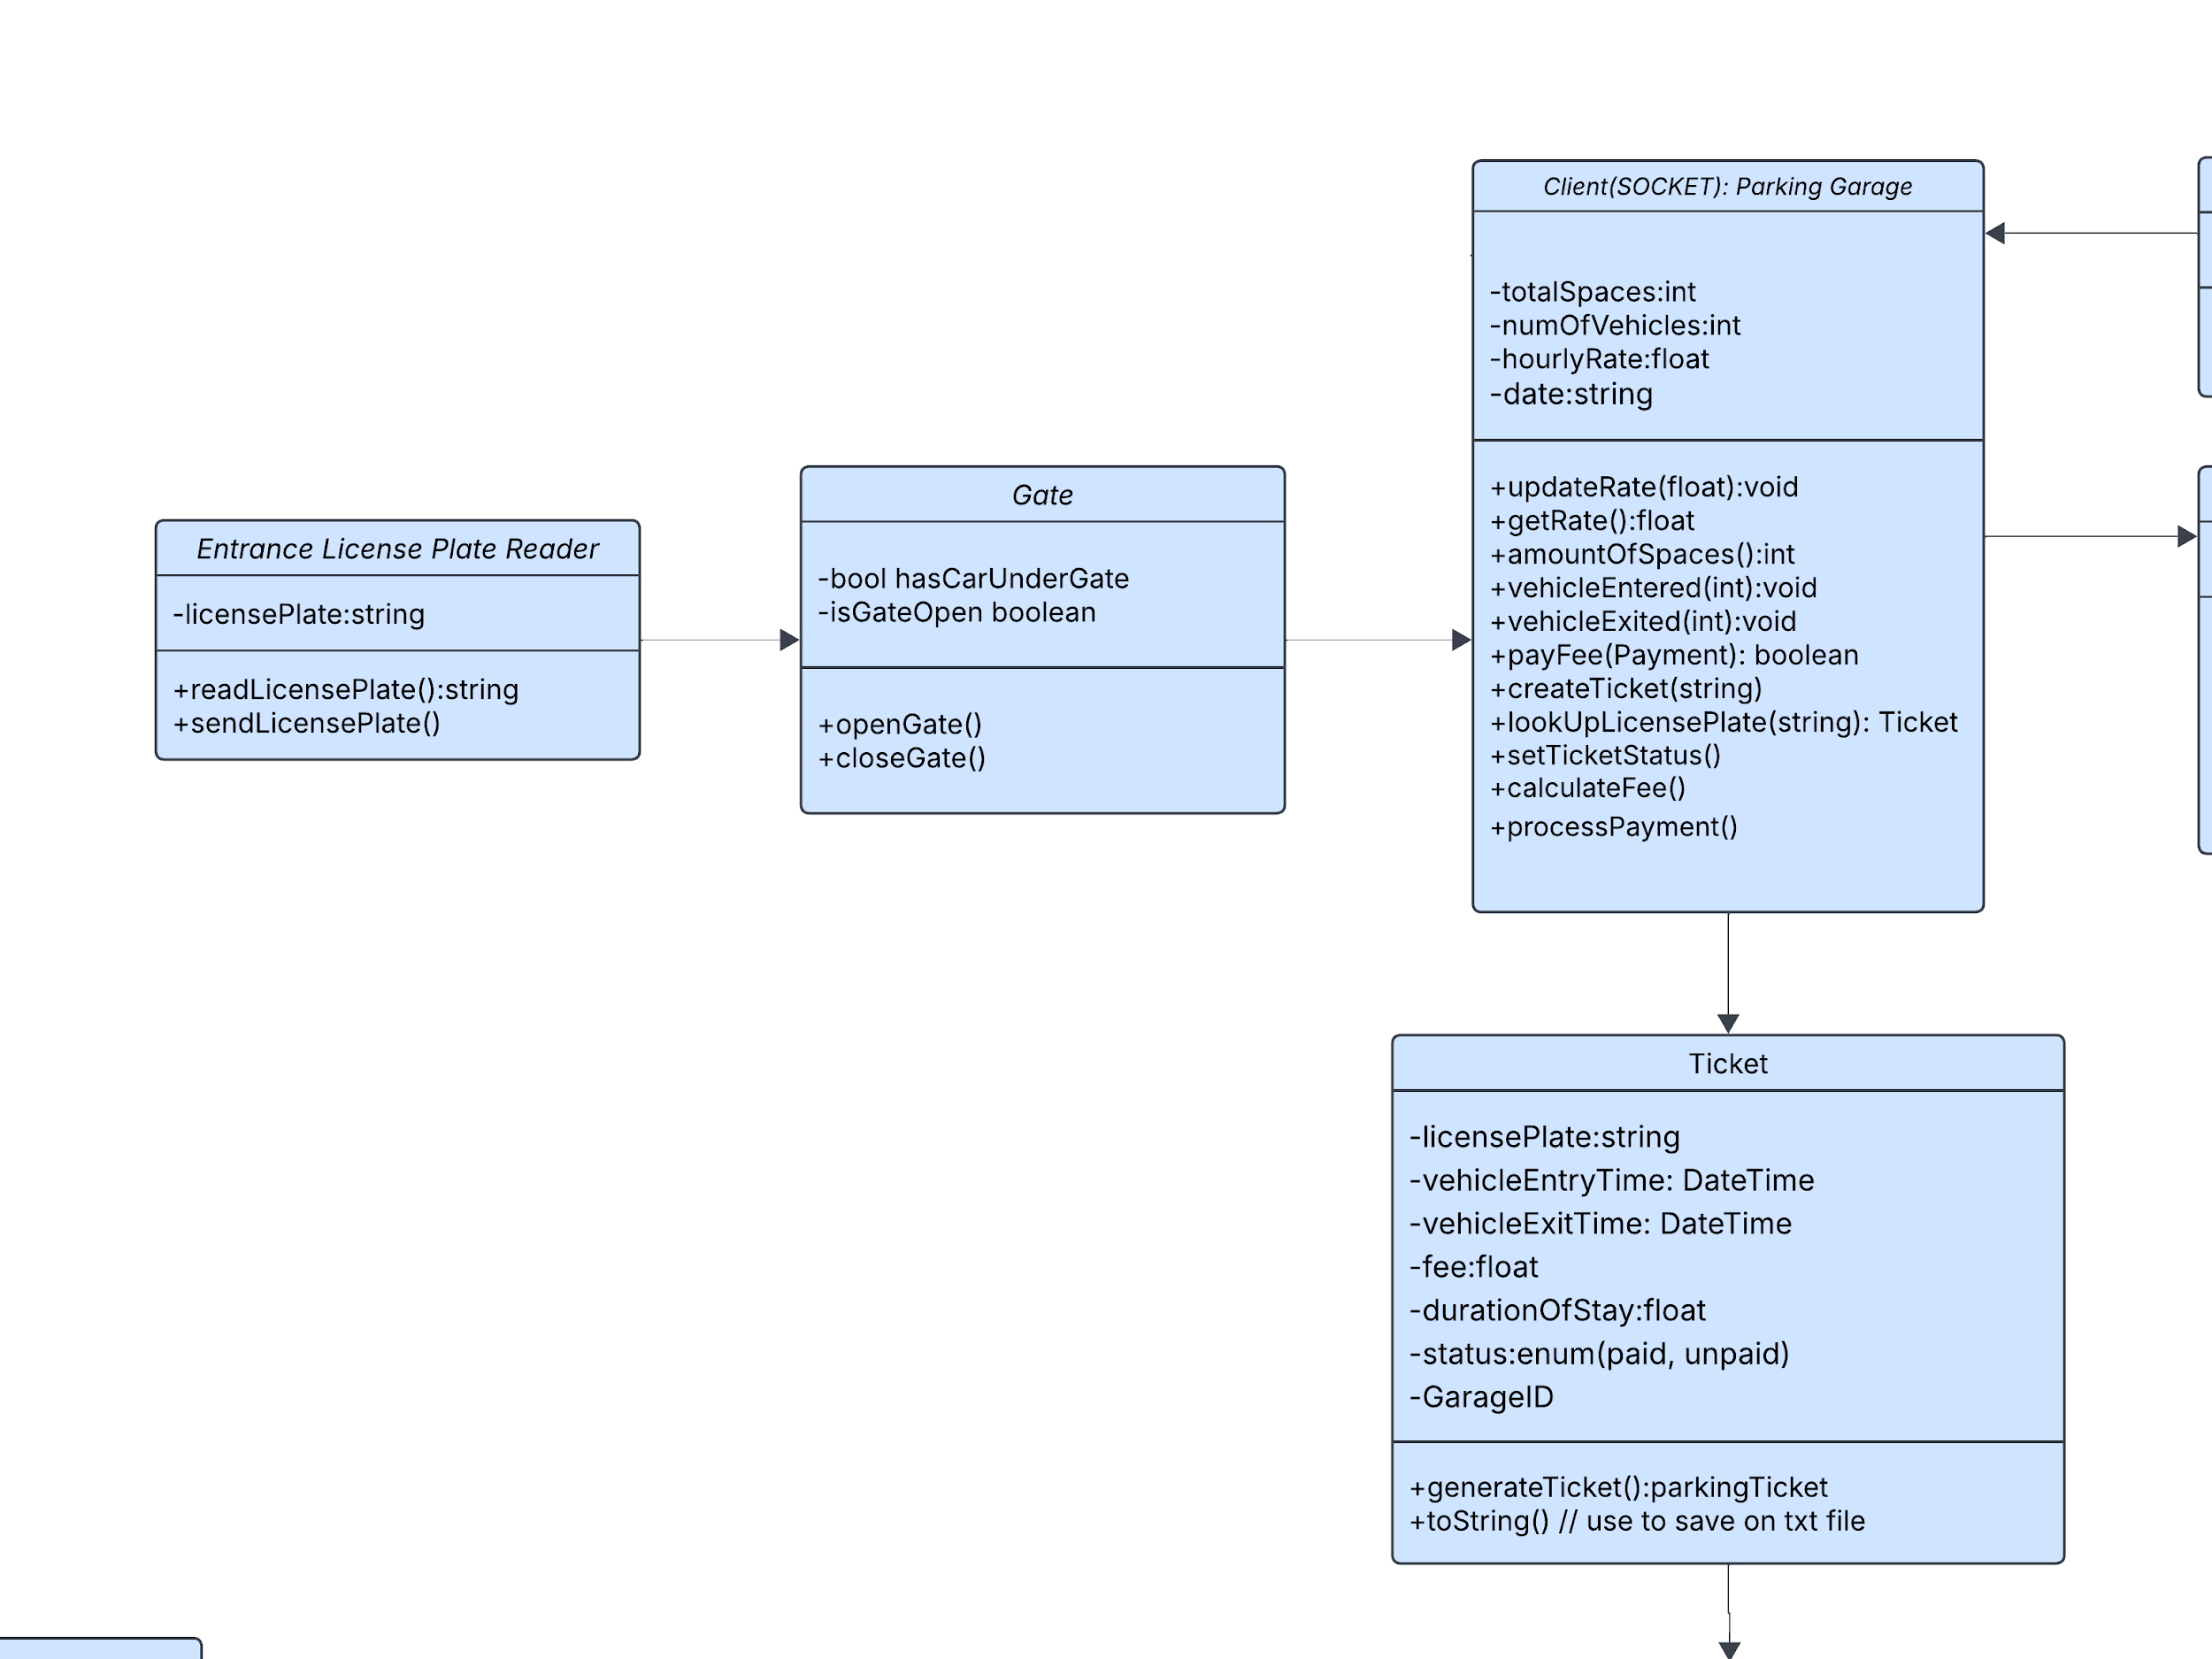 Entrance License Plate Reader
-licensePlate:string
+readLicensePlate():string
+sendLicensePlate()
Gate
-bool hasCarUnderGate
-isGateOpen boolean
+openGate()
+closeGate()
Client(SOCKET): Parking Garage
-totalSpaces:int
-numOfVehicles:int
-hourlyRate:float
-date:string
+updateRate(float):void
+getRate():float
+amountOfSpaces():int
+vehicleEntered(int):void
+vehicleExited(int):void
+payFee(Payment): boolean
+createTicket(string)
+lookUpLicensePlate(string): Ticket
+setTicketStatus()
+calculateFee()
+processPayment()
Ticket
-licensePlate:string
-vehicleEntryTime: DateTime
-vehicleExitTime: DateTime
-fee:float
-durationOfStay:float
-status:enum(paid, unpaid)
-GarageID
+generateTicket():parkingTicket
+toString() // use to save on txt file